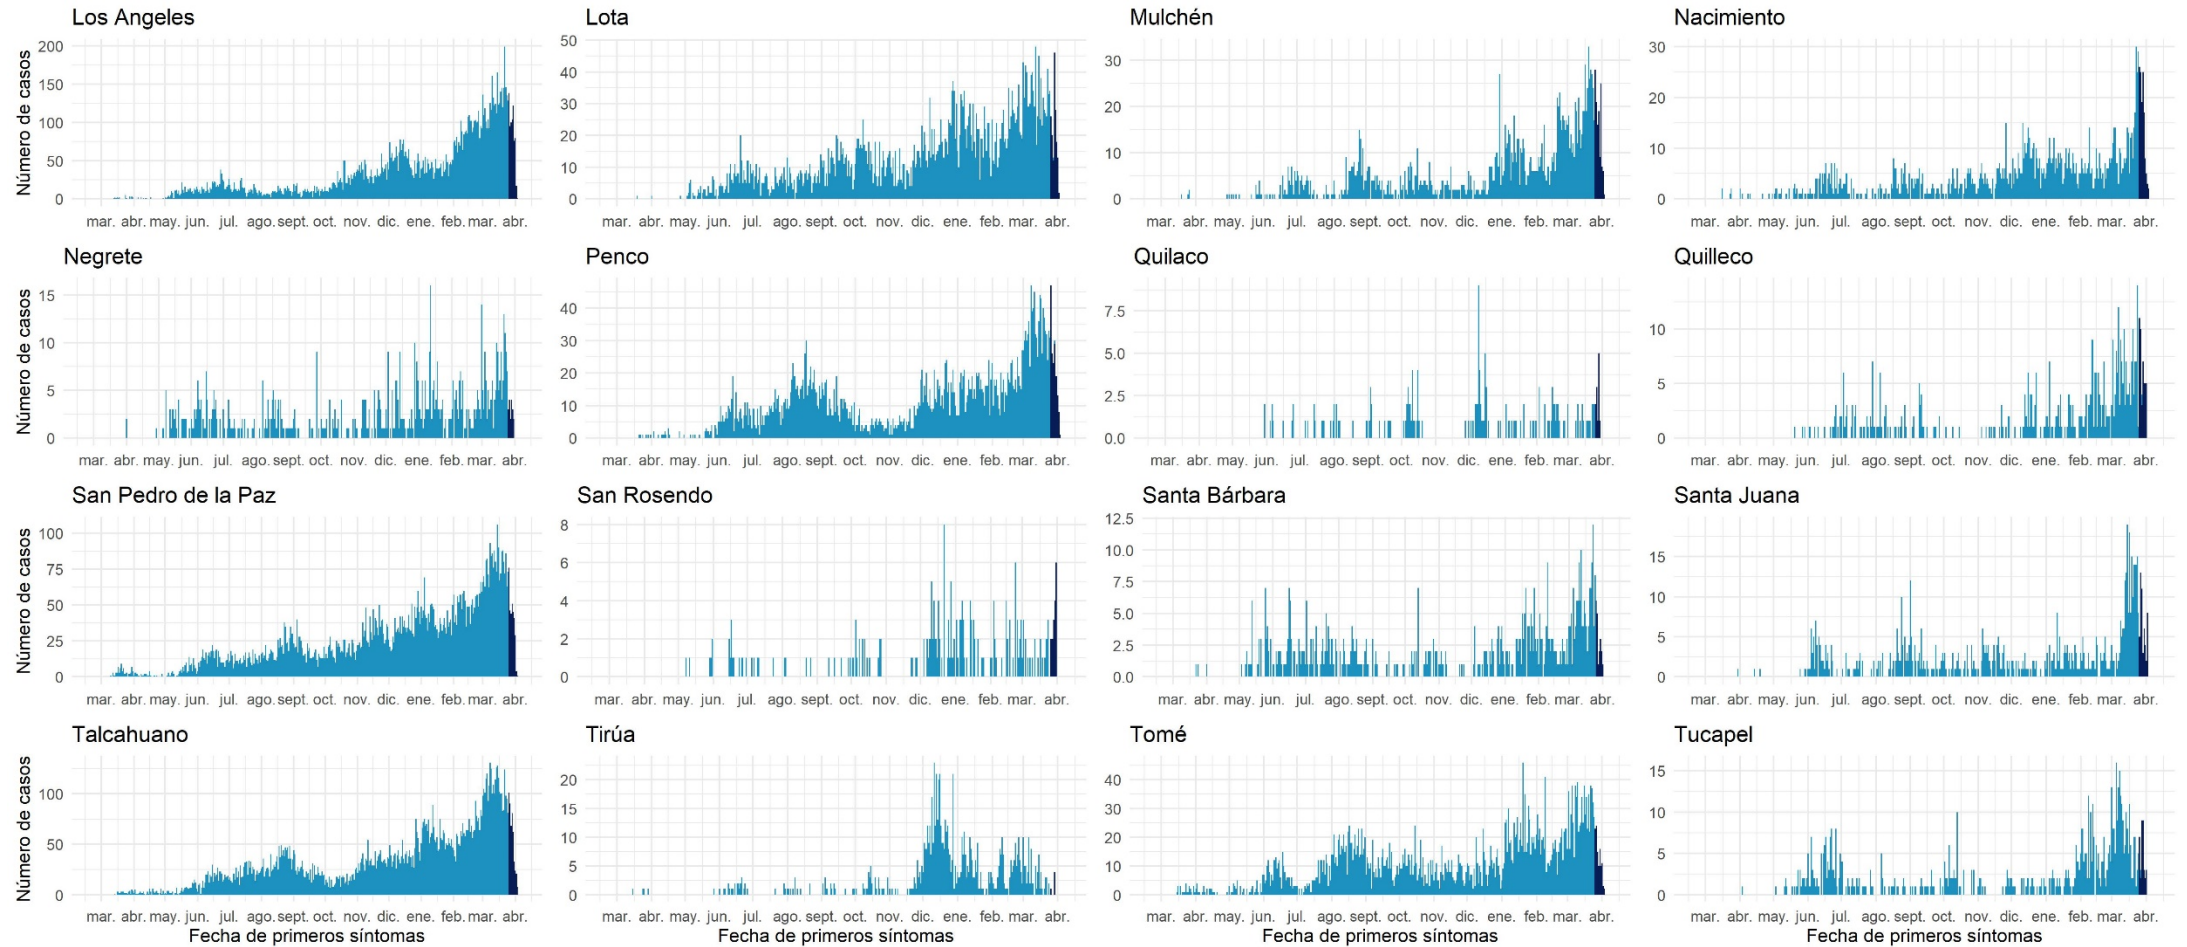 Los Angeles
Lota
Mulchén
Nacimiento
Número de casos
200
150
100
50
0
50
40
30
20
10
0
30
20
10
0
30
20
10
0
mar. abr. may. jun. jul. ago. sept. oct. nov. dic. ene. feb. mar. abr.
mar. abr. may. jun. jul. ago. sept. oct. nov. dic. ene. feb. mar. abr.
mar. abr. may. jun. jul. ago. sept. oct. nov. dic. ene. feb. mar. abr.
mar. abr. may. jun. jul. ago. sept. oct. nov. dic. ene. feb. mar. abr.
Negrete
Penco
Quilaco
Quilleco
Número de casos
15
10
5
0
40
30
20
10
0
7.5
5.0
2.5
0.0
10
5
0
mar. abr. may. jun. jul. ago. sept. oct. nov. dic. ene. feb. mar. abr.
mar. abr. may. jun. jul. ago. sept. oct. nov. dic. ene. feb. mar. abr.
mar. abr. may. jun. jul. ago. sept. oct. nov. dic. ene. feb. mar. abr.
mar. abr. may. jun. jul. ago. sept. oct. nov. dic. ene. feb. mar. abr.
San Pedro de la Paz
San Rosendo
Santa Bárbara
Santa Juana
Número de casos
100
75
50
25
0
8
6
4
2
0
12.5
10.0
7.5
5.0
2.5
0.0
15
10
5
0
mar. abr. may. jun. jul. ago. sept. oct. nov. dic. ene. feb. mar. abr.
mar. abr. may. jun. jul. ago. sept. oct. nov. dic. ene. feb. mar. abr.
mar. abr. may. jun. jul. ago. sept. oct. nov. dic. ene. feb. mar. abr.
mar. abr. may. jun. jul. ago. sept. oct. nov. dic. ene. feb. mar. abr.
Talcahuano
Tirúa
Tomé
Tucapel
Número de casos
100
50
0
20
15
10
5
0
40
30
20
10
0
15
10
5
0
mar. abr. may. jun. jul. ago. sept. oct. nov. dic. ene. feb. mar. abr.
mar. abr. may. jun. jul. ago. sept. oct. nov. dic. ene. feb. mar. abr.
mar. abr. may. jun. jul. ago. sept. oct. nov. dic. ene. feb. mar. abr.
mar. abr. may. jun. jul. ago. sept. oct. nov. dic. ene. feb. mar. abr.
Fecha de primeros síntomas
Fecha de primeros síntomas
Fecha de primeros síntomas
Fecha de primeros síntomas